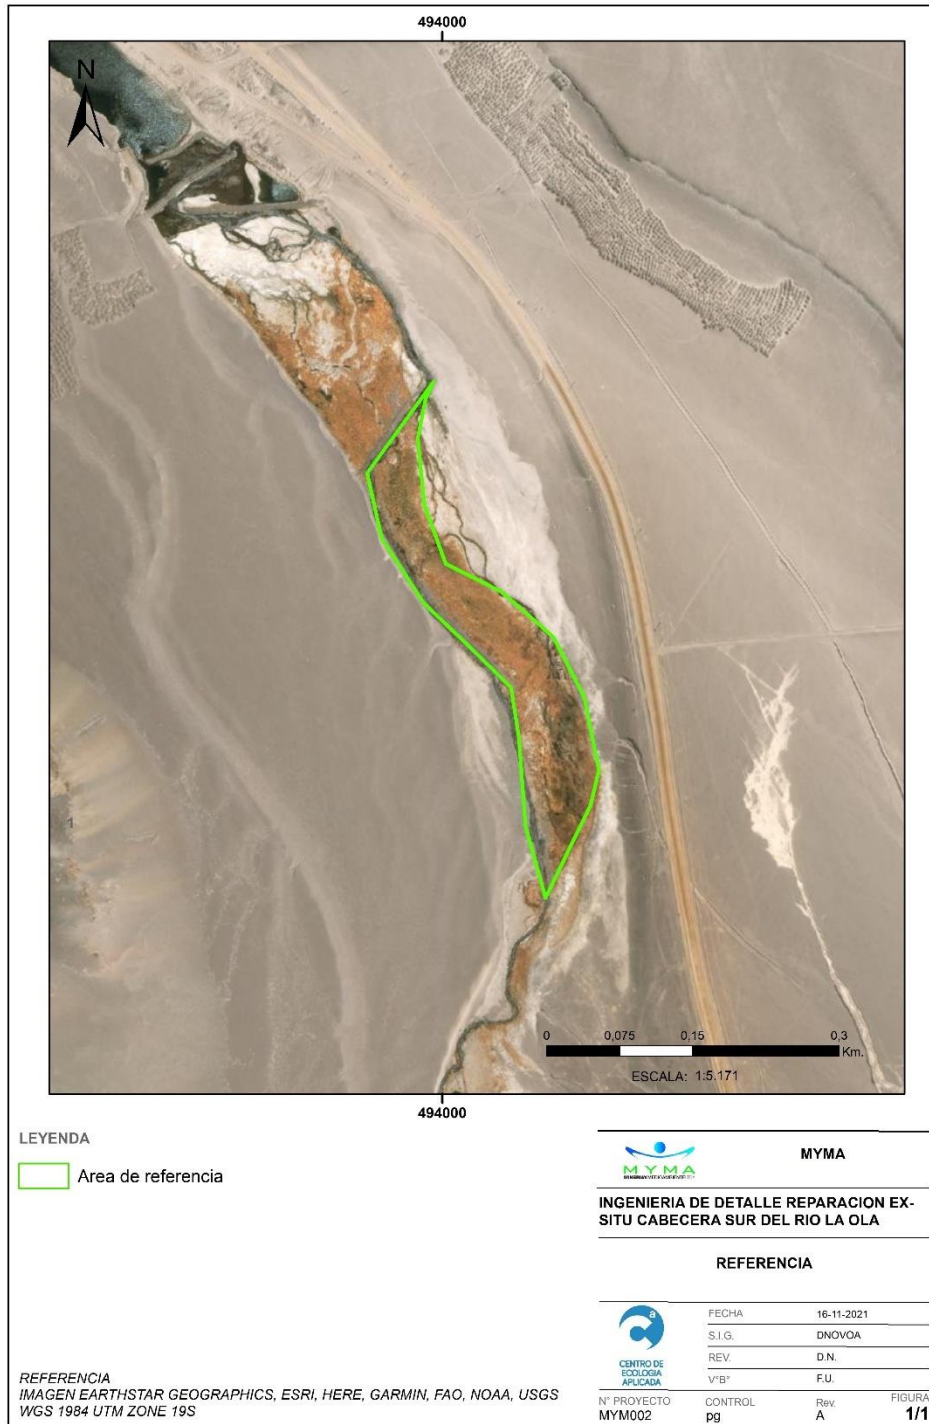 494000
N
0
0,075
0,15
0,3
Km.
ESCALA: 1:5.171
494000
LEYENDA
Area de referencia
MYMA
MYMA
INGENIERIA DE DETALLE REPARACION EX-
SITU CABECERA SUR DEL RIO LA OLA
REFERENCIA
a
CENTRO DE
ECOLOGIA
APLICADA
FECHA
16-11-2021
S.I.G.
DNOVOA
REV.
D.N.
V°B°
F.U.
N° PROYECTO
MYM002
CONTROL
pg
Rev.
A
FIGURA
1/1
REFERENCIA
IMAGEN EARTHSTAR GEOGRAPHICS, ESRI, HERE, GARMIN, FAO, NOAA, USGS
WGS 1984 UTM ZONE 19S